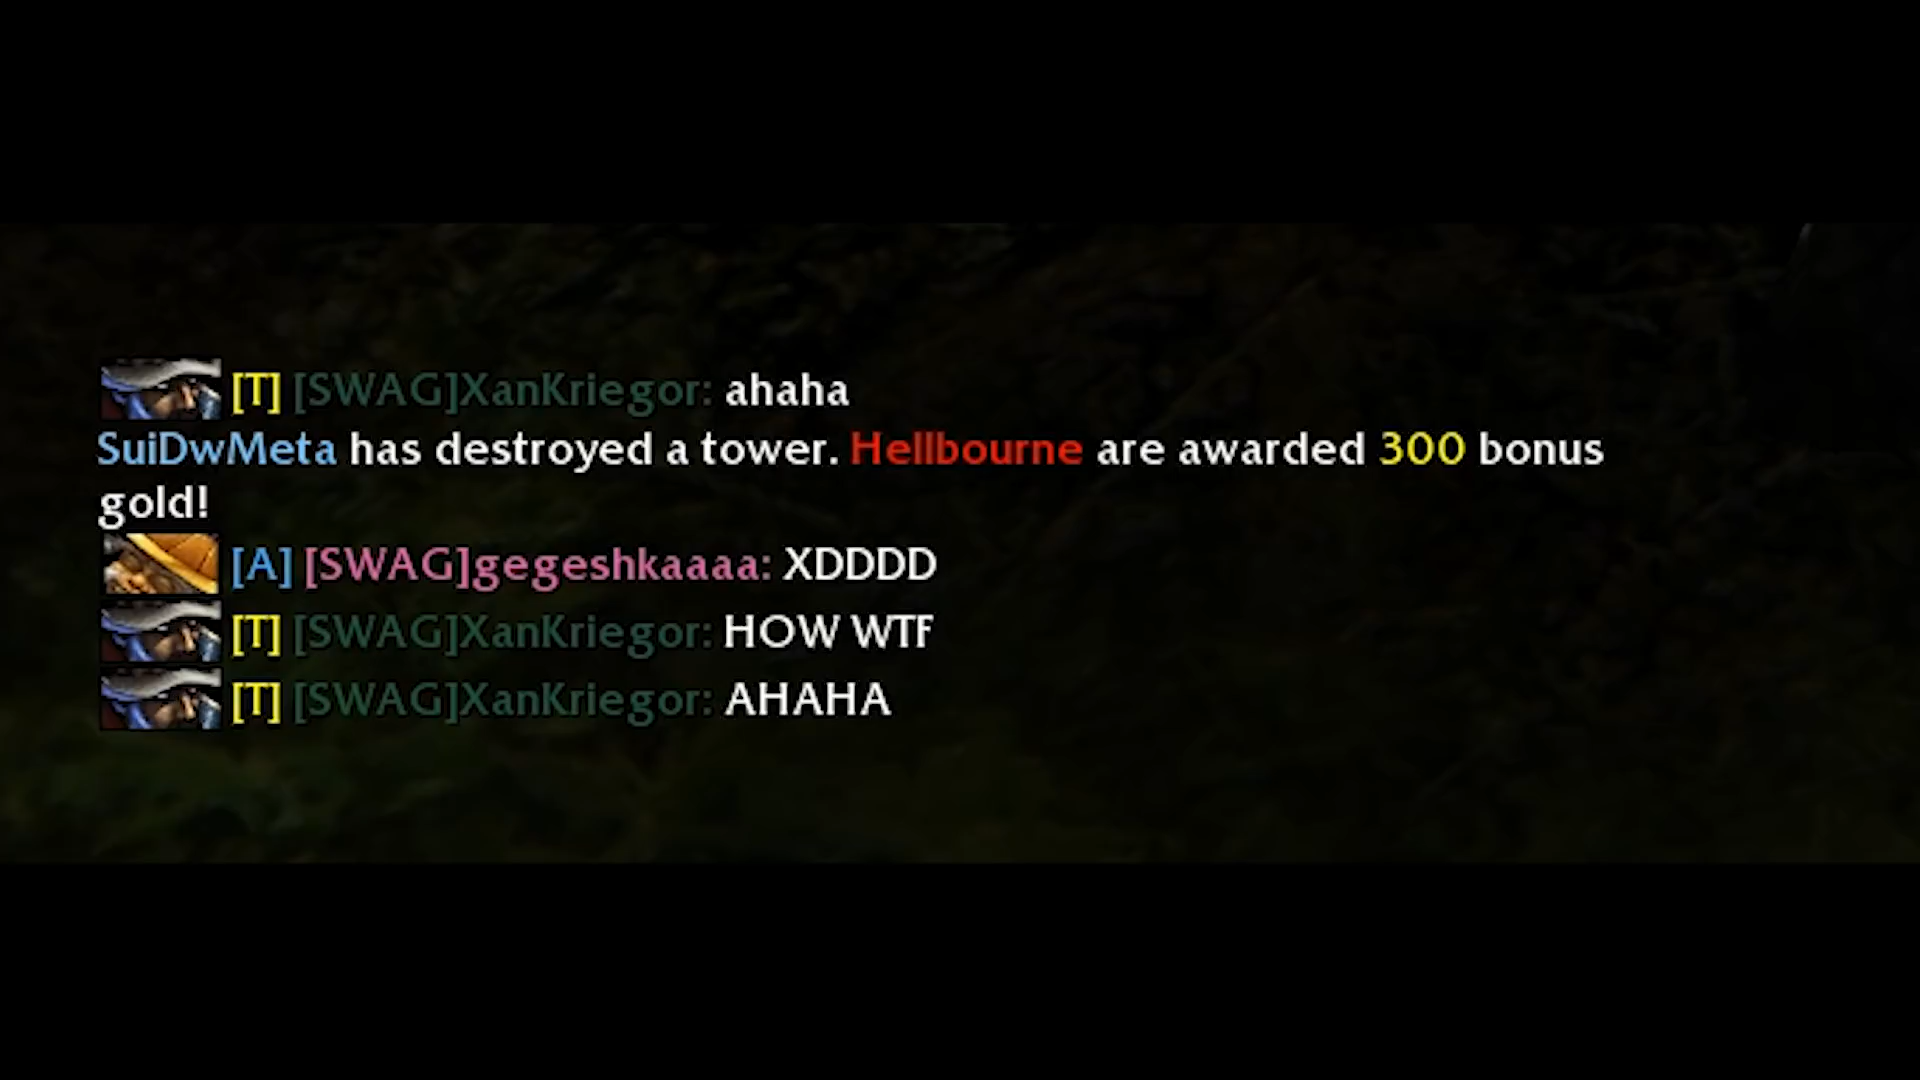 [T] [SWAG]XanKriegor: ahaha
SuiDwMeta has destroyed a tower. Hellbourne are awarded 300 bonus
gold!
[A] [SWAG]gegeshkaaaa: XDDDD
[T] [SWAG]XanKriegor: HOW WTF
[T] [SWAG]XanKriegor: AHAHA